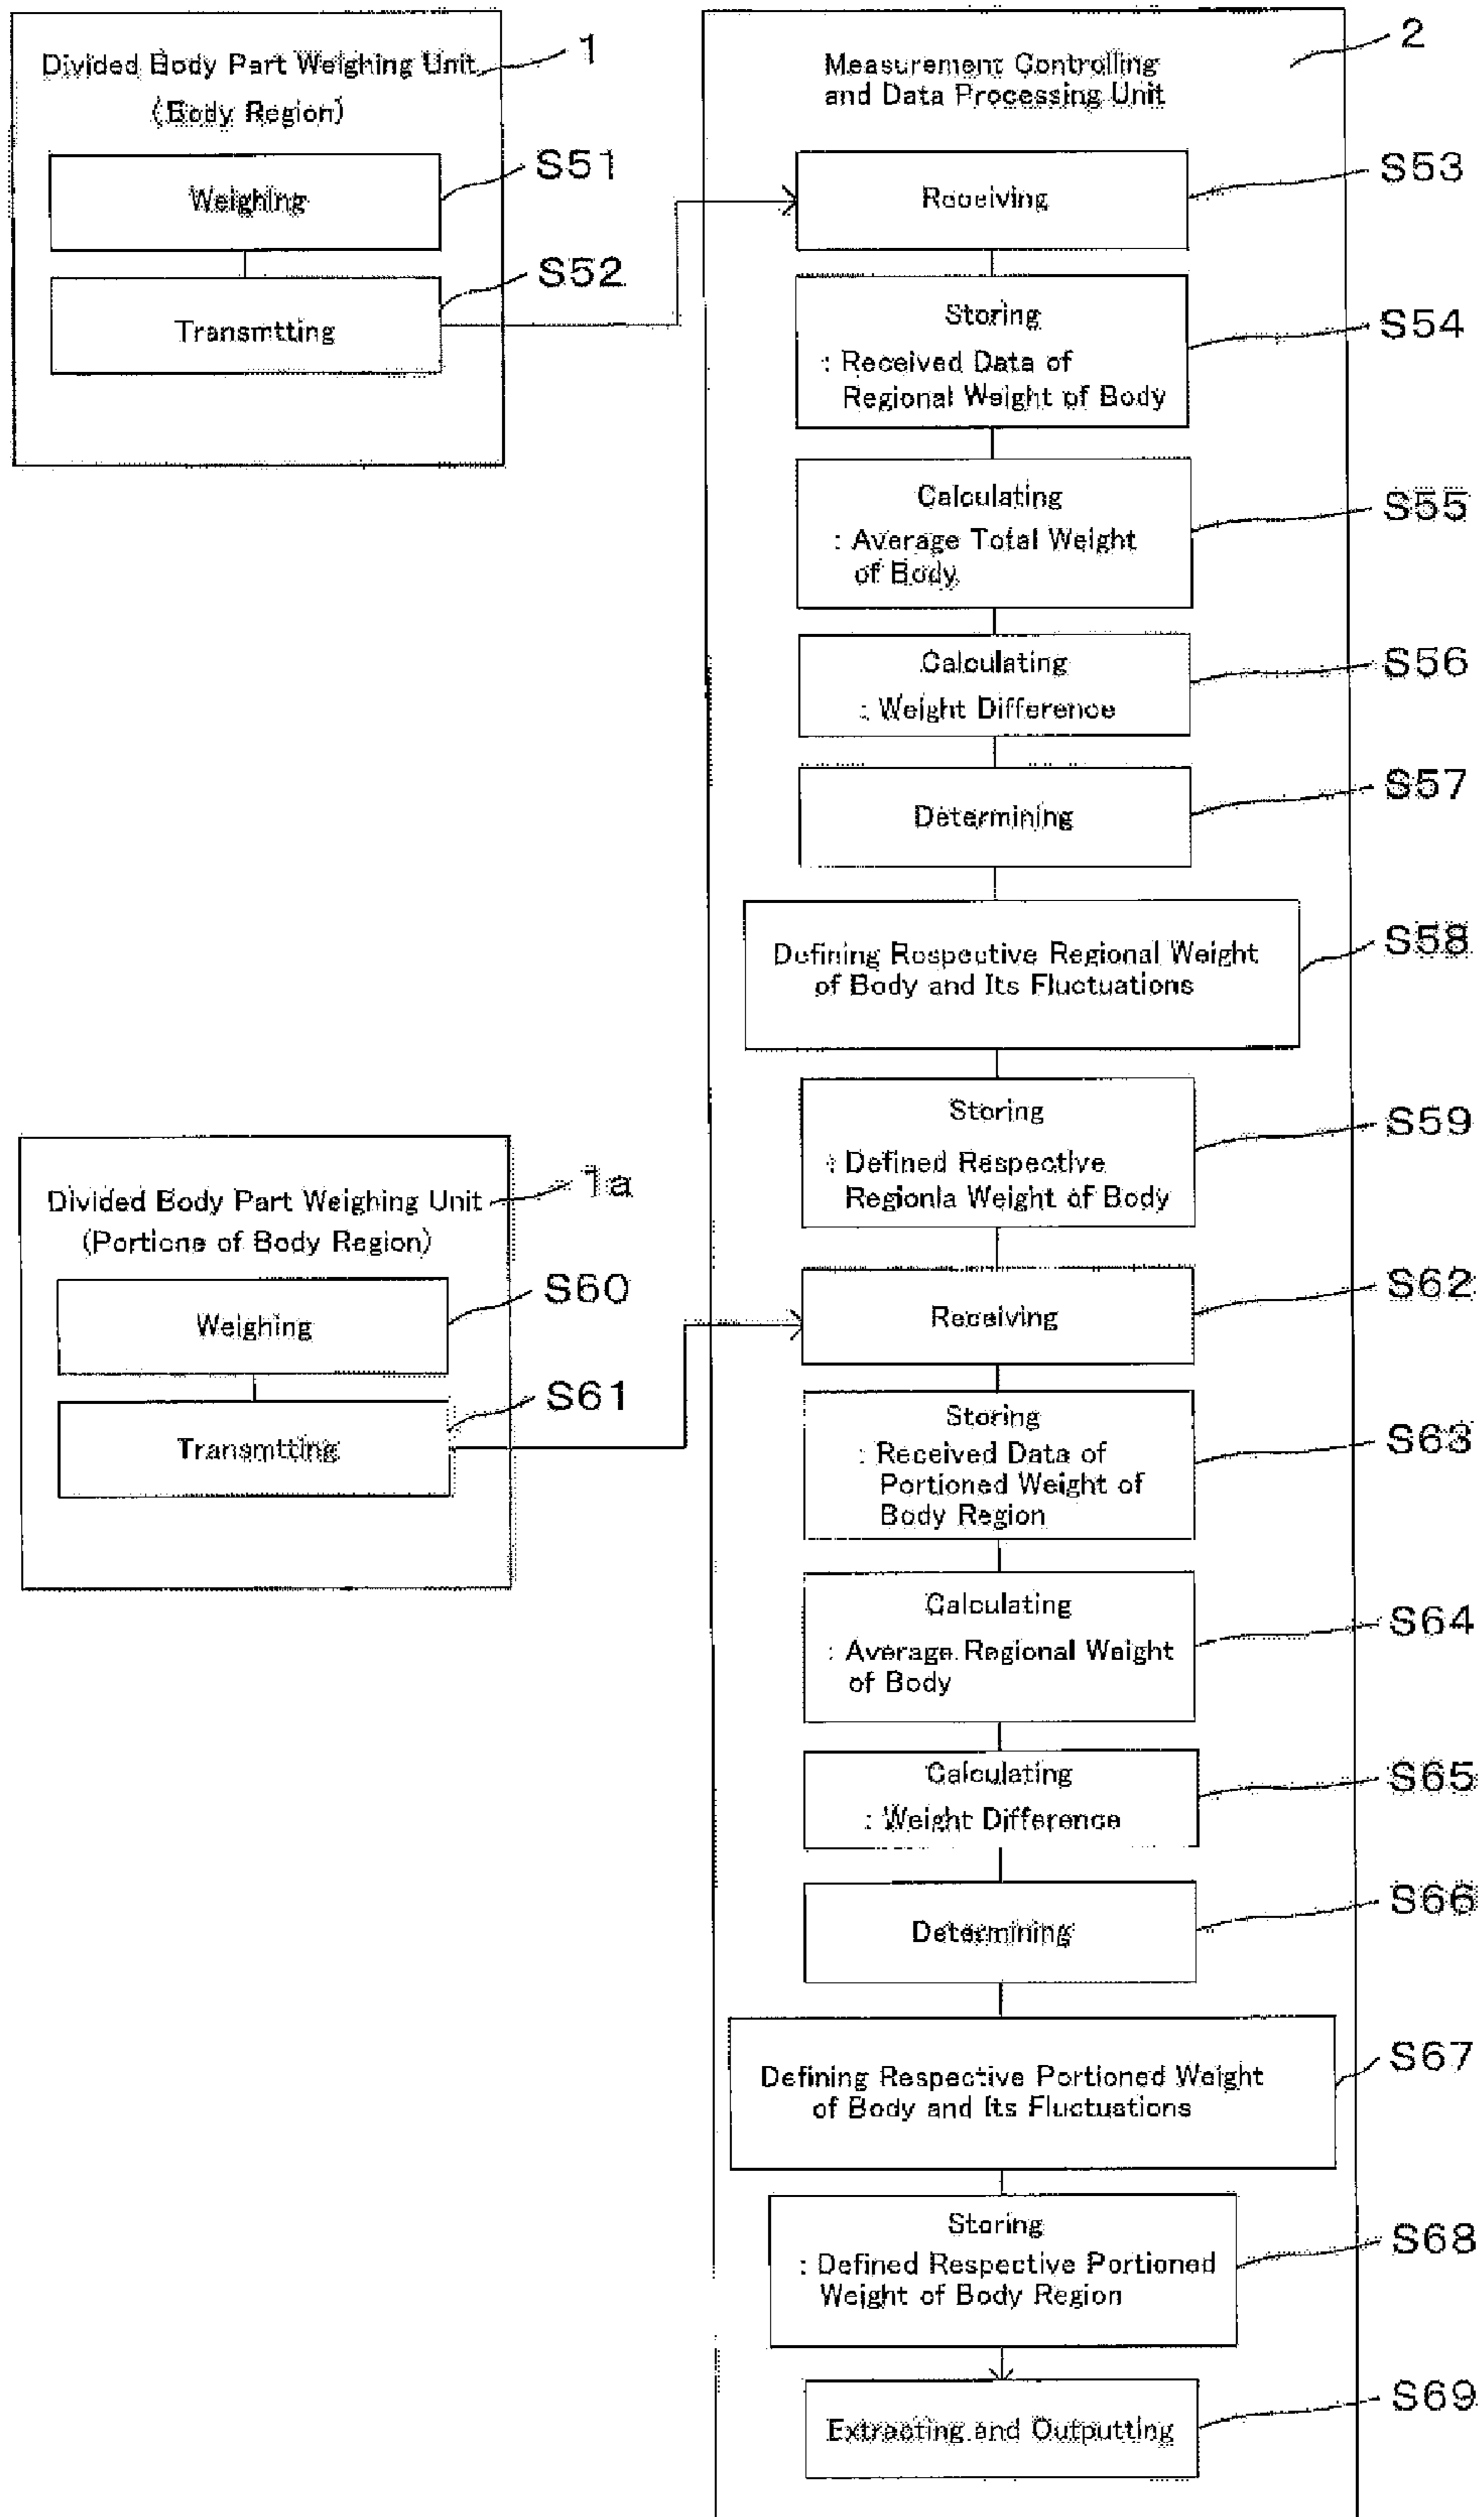 Divided Body Part Weighing Unit
(Body Region)
1
Weighing
S51
Transmtting
S52
Measurement Controlling
and Data Processing Unit
2
Receiving
S53
Storing
: Received Data of
Regional Weight of Body
S54
Calculating
: Average Total Weight
of Body
S55
Calculating
: Weight Difference
S56
Determining
S57
Defining Respective Regional Weight
of Body and Its Fluctuations
S58
Storing
: Defined Respective
Regionla Weight of Body
S59
Divided Body Part Weighing Unit
(Portions of Body Region)
1a
Weighing
S60
Transmtting
S61
Receiving
S62
Storing
: Received Data of
Portioned Weight of
Body Region
S63
Calculating
: Average Regional Weight
of Body
S64
Calculating
: Weight Difference
S65
Determining
S66
Defining Respective Portioned Weight
of Body and Its Fluctuations
S67
Storing
: Defined Respective Portioned
Weight of Body Region
S68
Extracting and Outputting
S69